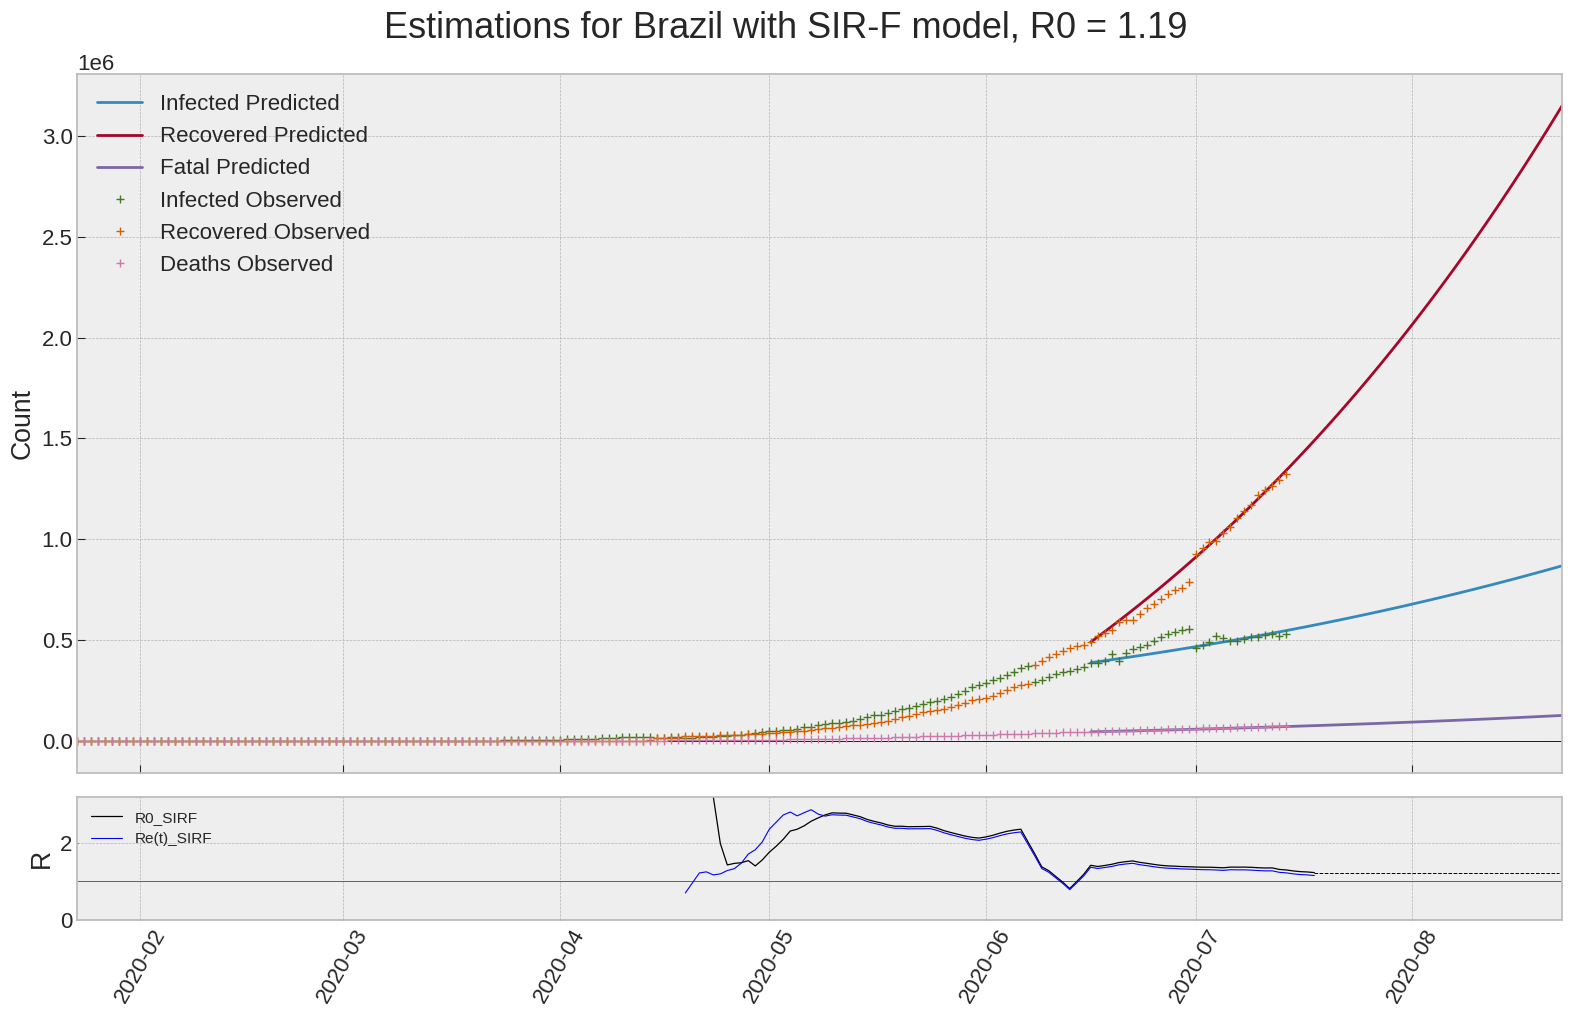 Estimations for Brazil with SIR-F model, R0 = 1.19
1e6
Infected Predicted
Recovered Predicted
Fatal Predicted
Infected Observed
Recovered Observed
Deaths Observed
3.0
2.5
2.0
1.5
1.0
0.5
0.0
Count
R0_SIRF
Re(t)_SIRF
2
0
R
2020-02
2020-03
2020-04
2020-05
2020-06
2020-07
2020-08